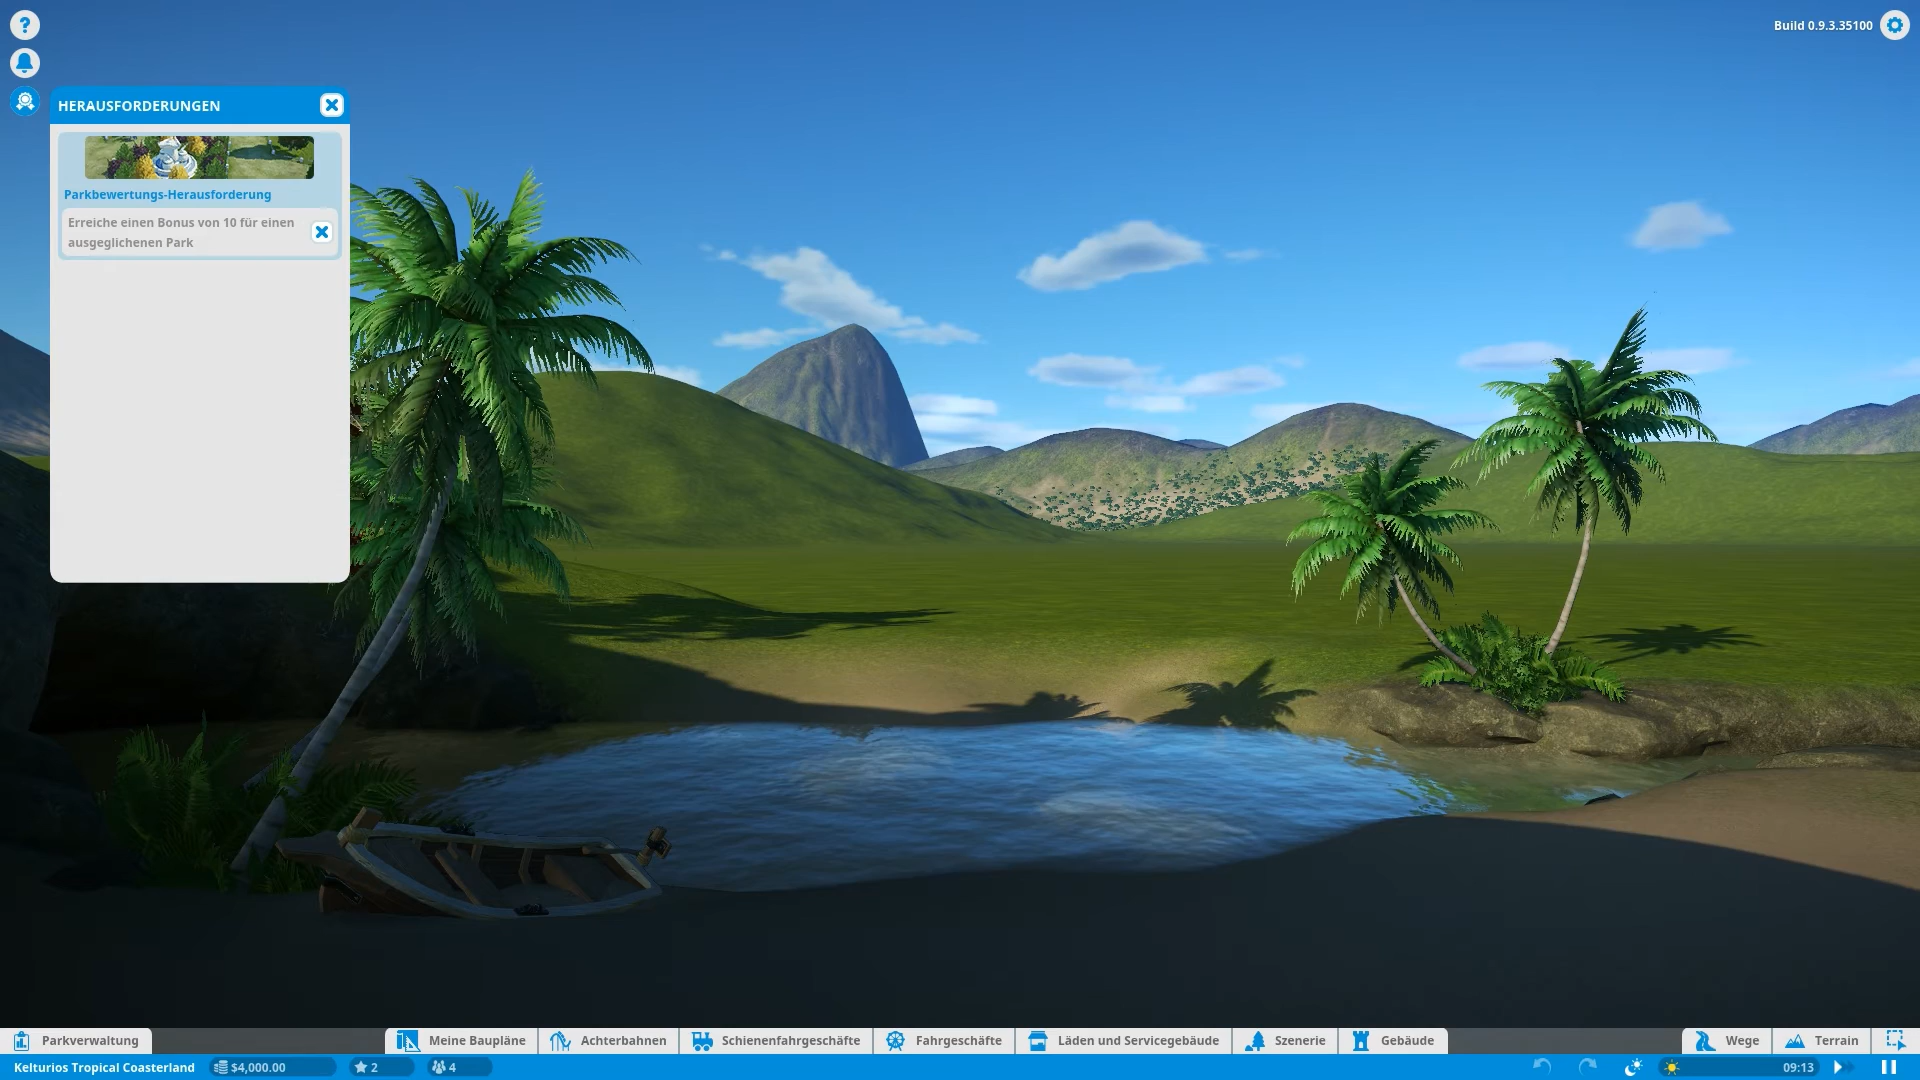 ?
Build 0.9.3.35100
HERAUSFORDERUNGEN
Parkbewertungs-Herausforderung
Erreiche einen Bonus von 10 für einen
ausgeglichenen Park
Parkverwaltung
Meine Baupläne
Achterbahnen
Schienenfahrgeschäfte
Fahrgeschäfte
Läden und Servicegebäude
Szenerie
Gebäude
Wege
Terrain
Kelturios Tropical Coasterland
$4,000.00
2
4
09:13